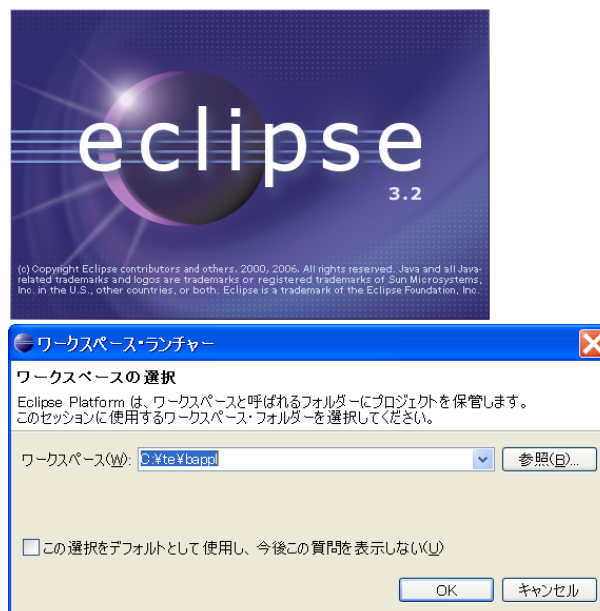 eclipse
3.2
(c) Copyright Eclipse contributors and others. 2000, 2006. All rights reserved. Java and all Java-
related trademarks and logos are trademarks or registered trademarks of Sun Microsystems,
Inc. in the U.S., other countries, or both. Eclipse is a trademark of the Eclipse Foundation, Inc.
ワークスペース・ランチャー
ワークスペースの選択
Eclipse Platform は、ワークスペースと呼ばれるフォルダーにプロジェクトを保管します。
このセッションに使用するワークスペース・フォルダーを選択してください。
ワークスペース(W): C:¥te¥bappl 参照(B)...
この選択をデフォルトとして使用し、今後この質問を表示しない(U)
OK キャンセル